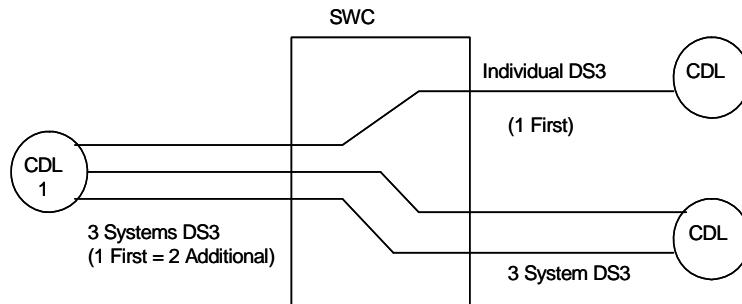 SWC
Individual DS3
CDL
(1 First)
CDL
1
3 Systems DS3
(1 First = 2 Additional)
CDL
3 System DS3